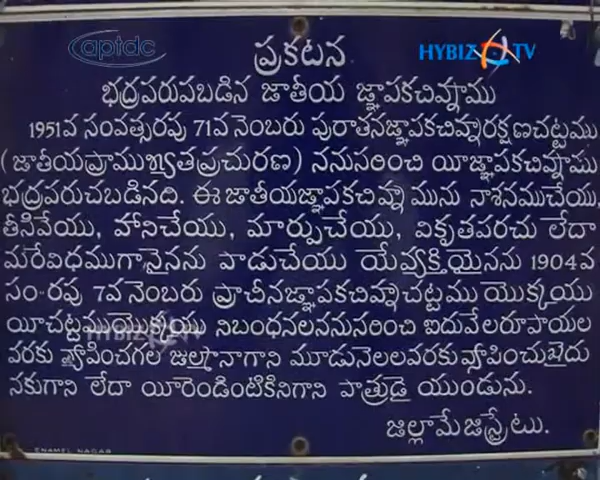 aptdc
HYBIZ TV
ప్రకటన
భద్రపరుపబడిన జాతీయ జ్ఞాపకచిహ్నము
1951వ సంవత్సరపు 71వ నెంబరు పురాతనజ్ఞాపకచిహ్నరక్షణచట్టము
(జాతీయప్రాముఖ్యతప్రచురణ) ననుసరించి యీజ్ఞాపకచిహ్నము
భద్రపరుచబడినది. ఈ జాతీయజ్ఞాపకచిహ్న మును నాశనముచేయు,
తీసివేయు, హానిచేయు, మార్పుచేయు, వికృతపరచు లేదా
మరేవిధముగానైనను పాడుచేయు యేవ్యక్తియైనను 1904వ
సం-రపు 7వ నెంబరు ప్రాచీనజ్ఞాపకచిహ్నచట్టము యొక్కయు
యీచట్టముయొక్కయు నిబంధనలననుసరించి ఐదువేలరూపాయల
వరకు వ్యాపించగల జుల్మానాగాని మూడునెలలవరకువ్యాపించుఖైదు
నకుగాని లేదా యీరెండింటికినిగాని పాత్రుడై యుండును.
జిల్లామేజిస్ట్రేటు.
ENAMEL NAGAR